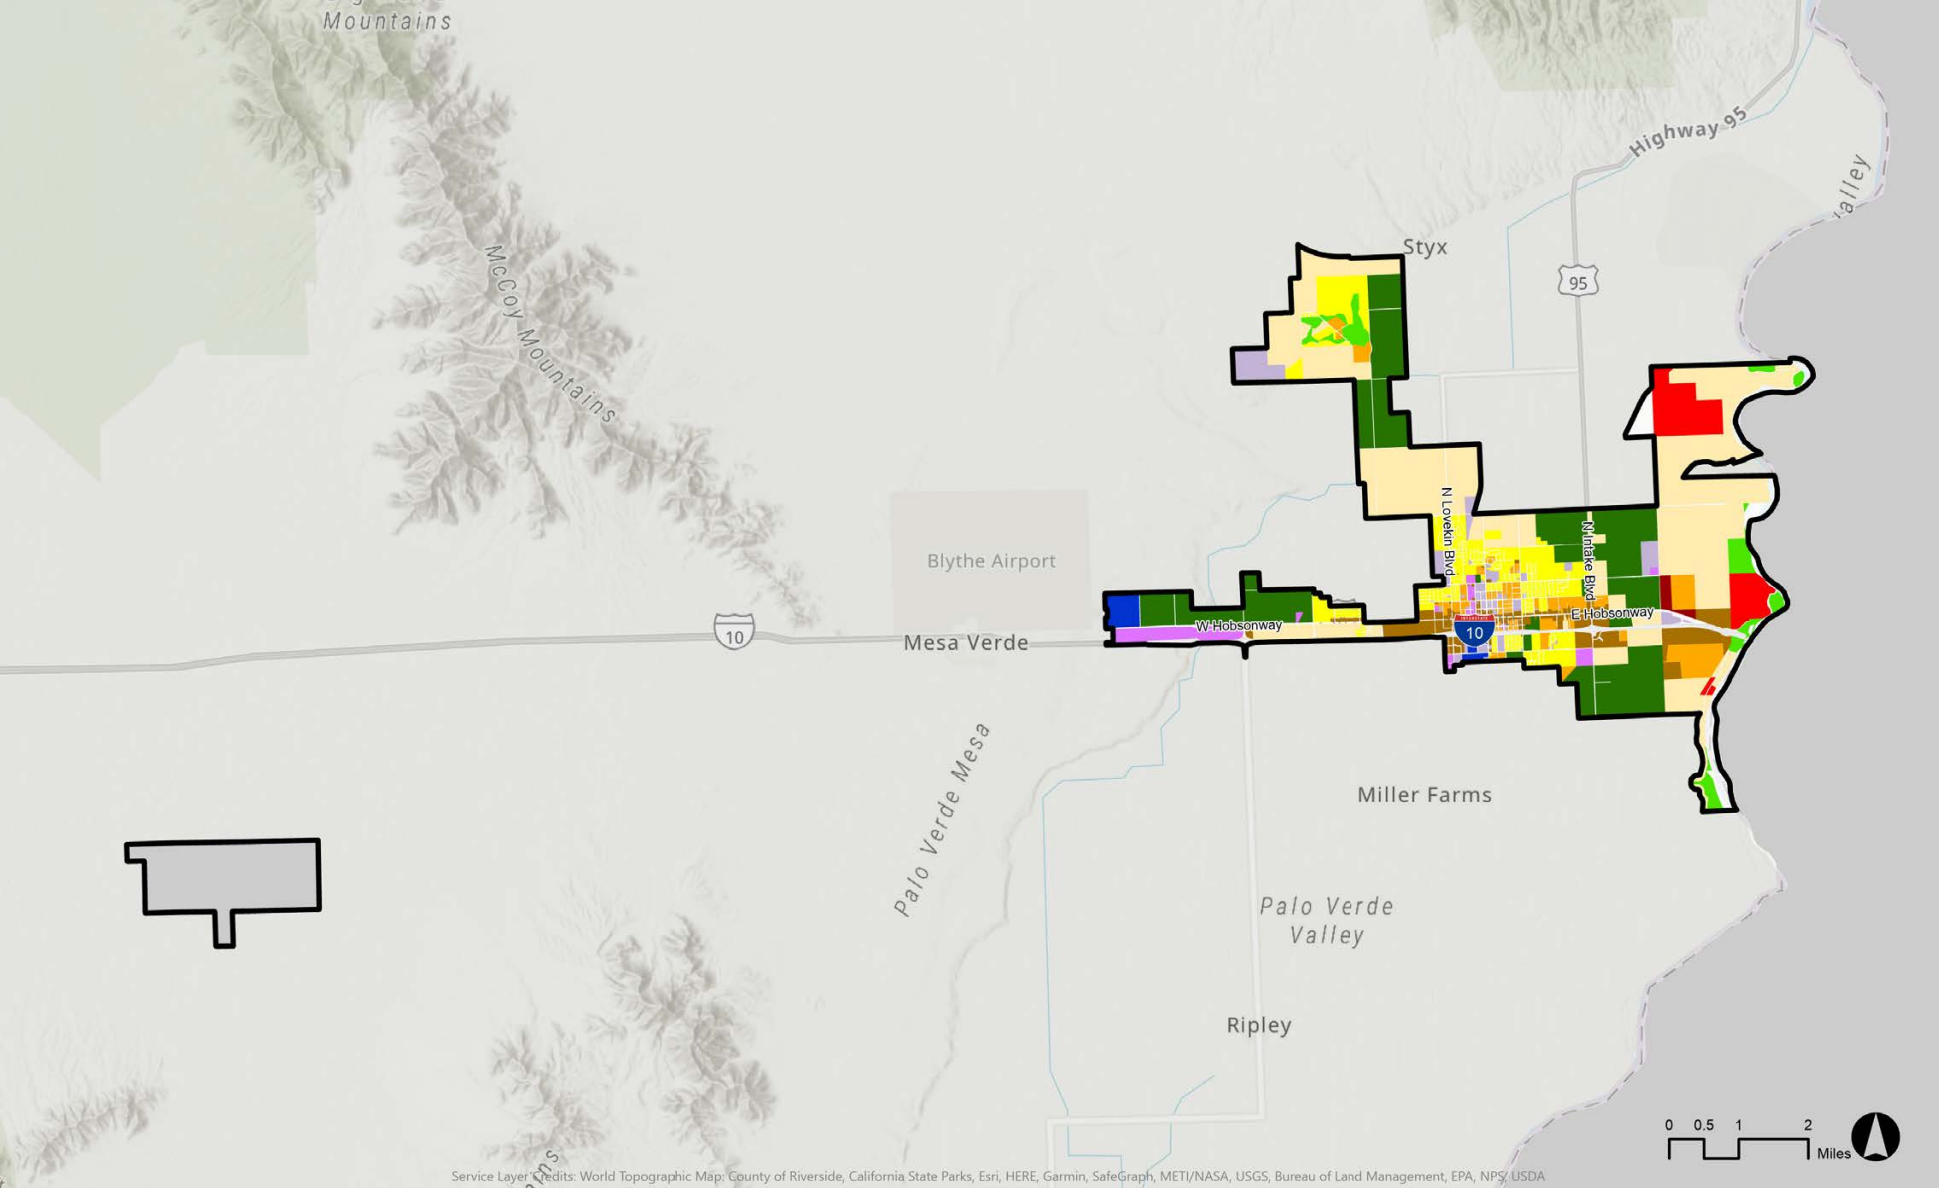 Mountains
Highway 95
alley
McCoy Mountains
Styx
95
N Lovekin Blvd
N Intake Blvd
Blythe Airport
E Hobsonway
W Hobsonway
INTERSTATE
10
10
Mesa Verde
Palo Verde Mesa
Miller Farms
Palo Verde
Valley
Ripley
0 0.5 1 2
Miles
Service Layer Credits: World Topographic Map: County of Riverside, California State Parks, Esri, HERE, Garmin, SafeGraph, METI/NASA, USGS, Bureau of Land Management, EPA, NPS, USDA